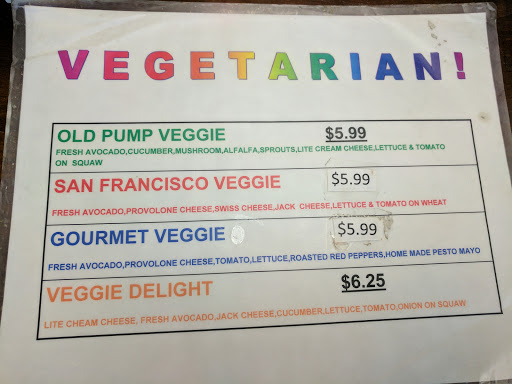 VEGETARIAN!
OLD PUMP VEGGIE $5.99
FRESH AVOCADO,CUCUMBER,MUSHROOM,ALFALFA,SPROUTS,LITE CREAM CHEESE,LETTUCE & TOMATO
ON SQUAW
SAN FRANCISCO VEGGIE $5.99
FRESH AVOCADO,PROVOLONE CHEESE,SWISS CHEESE,JACK CHEESE,LETTUCE & TOMATO ON WHEAT
GOURMET VEGGIE $5.99
FRESH AVOCADO,PROVOLONE CHEESE,TOMATO,LETTUCE,ROASTED RED PEPPERS,HOME MADE PESTO MAYO
VEGGIE DELIGHT $6.25
LITE CHEAM CHEESE, FRESH AVOCADO,JACK CHEESE,CUCUMBER,LETTUCE,TOMATO,ONION ON SQUAW